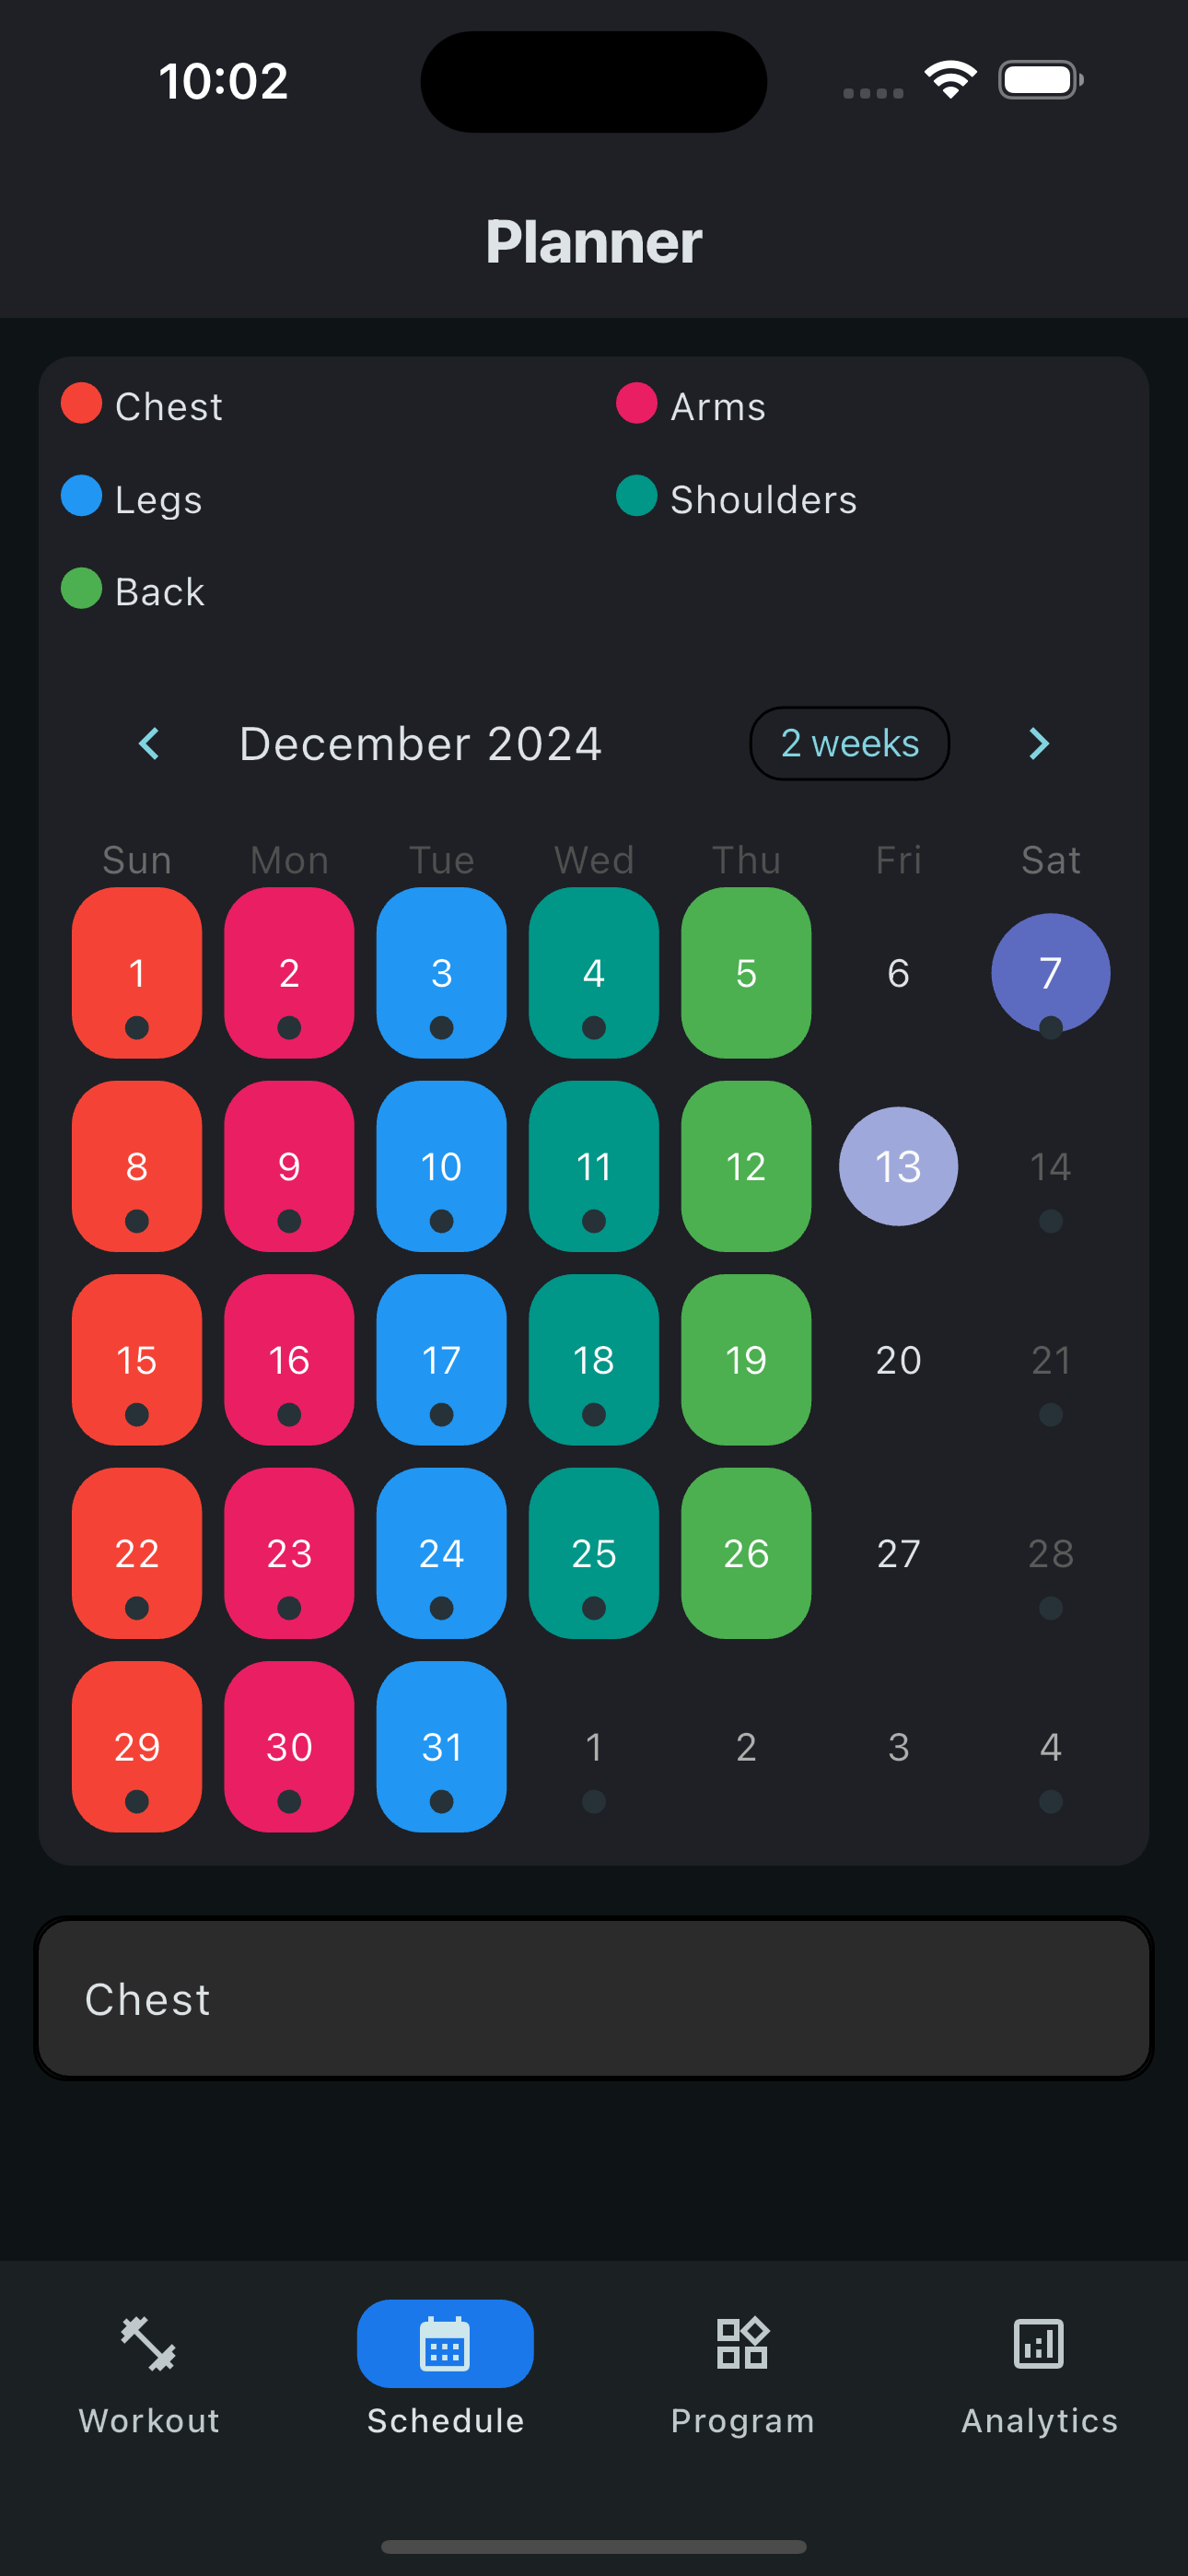 10:02
Planner
Chest Arms
Legs Shoulders
Back
December 2024 2 weeks
Sun Mon Tue Wed Thu Fri Sat
1 2 3 4 5 6 7
8 9 10 11 12 13 14
15 16 17 18 19 20 21
22 23 24 25 26 27 28
29 30 31 1 2 3 4
Chest
Workout Schedule Program Analytics